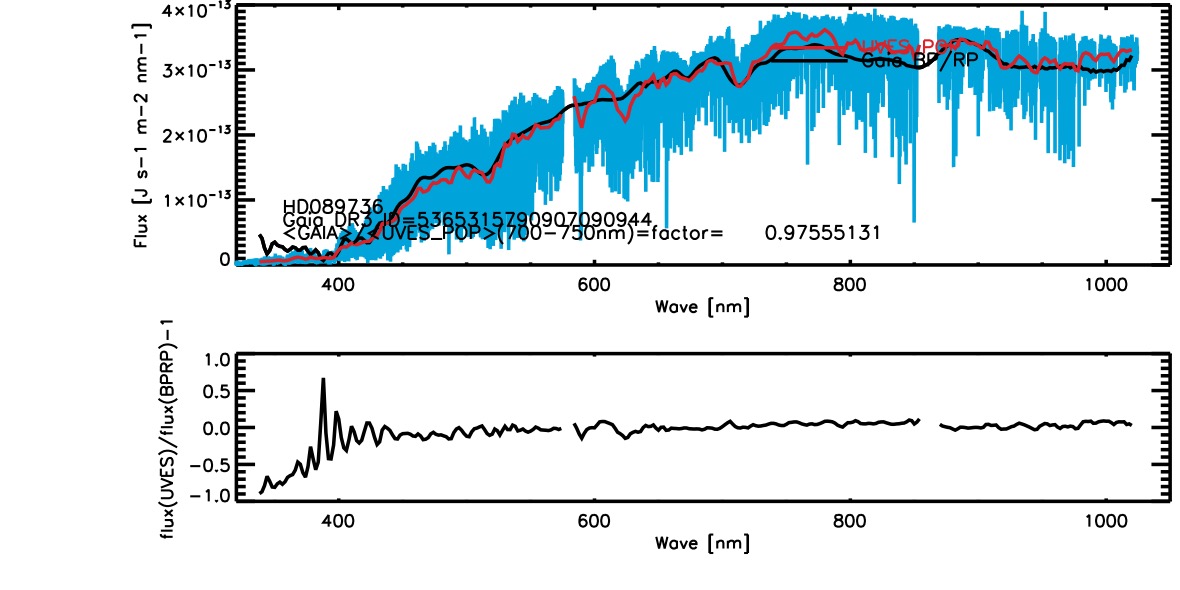 4×10−13
3×10−13
2×10−13
1×10−13
0
Flux [J s−1 m−2 nm−1]
UVES_POP
Gaia BP/RP
HD089736
Gaia DR3 ID=5365315790907090944
<GAIA> <UVES_POP>(700−750nm)=factor= 0.97555131
400 600 800 1000
Wave [nm]
1.0
0.5
0.0
−0.5
−1.0
flux(UVES)/flux(BPRP)−1
400 600 800 1000
Wave [nm]